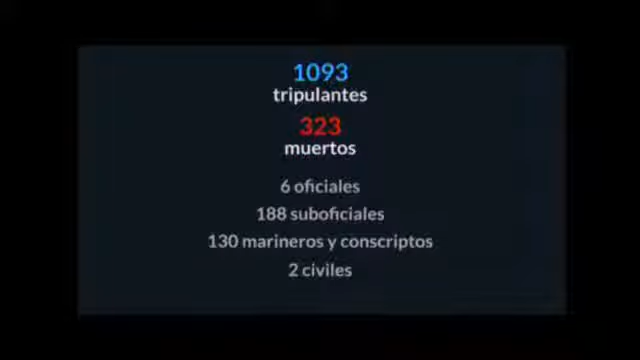 1093
tripulantes
323
muertos
6 oficiales
188 suboficiales
130 marineros y conscriptos
2 civiles